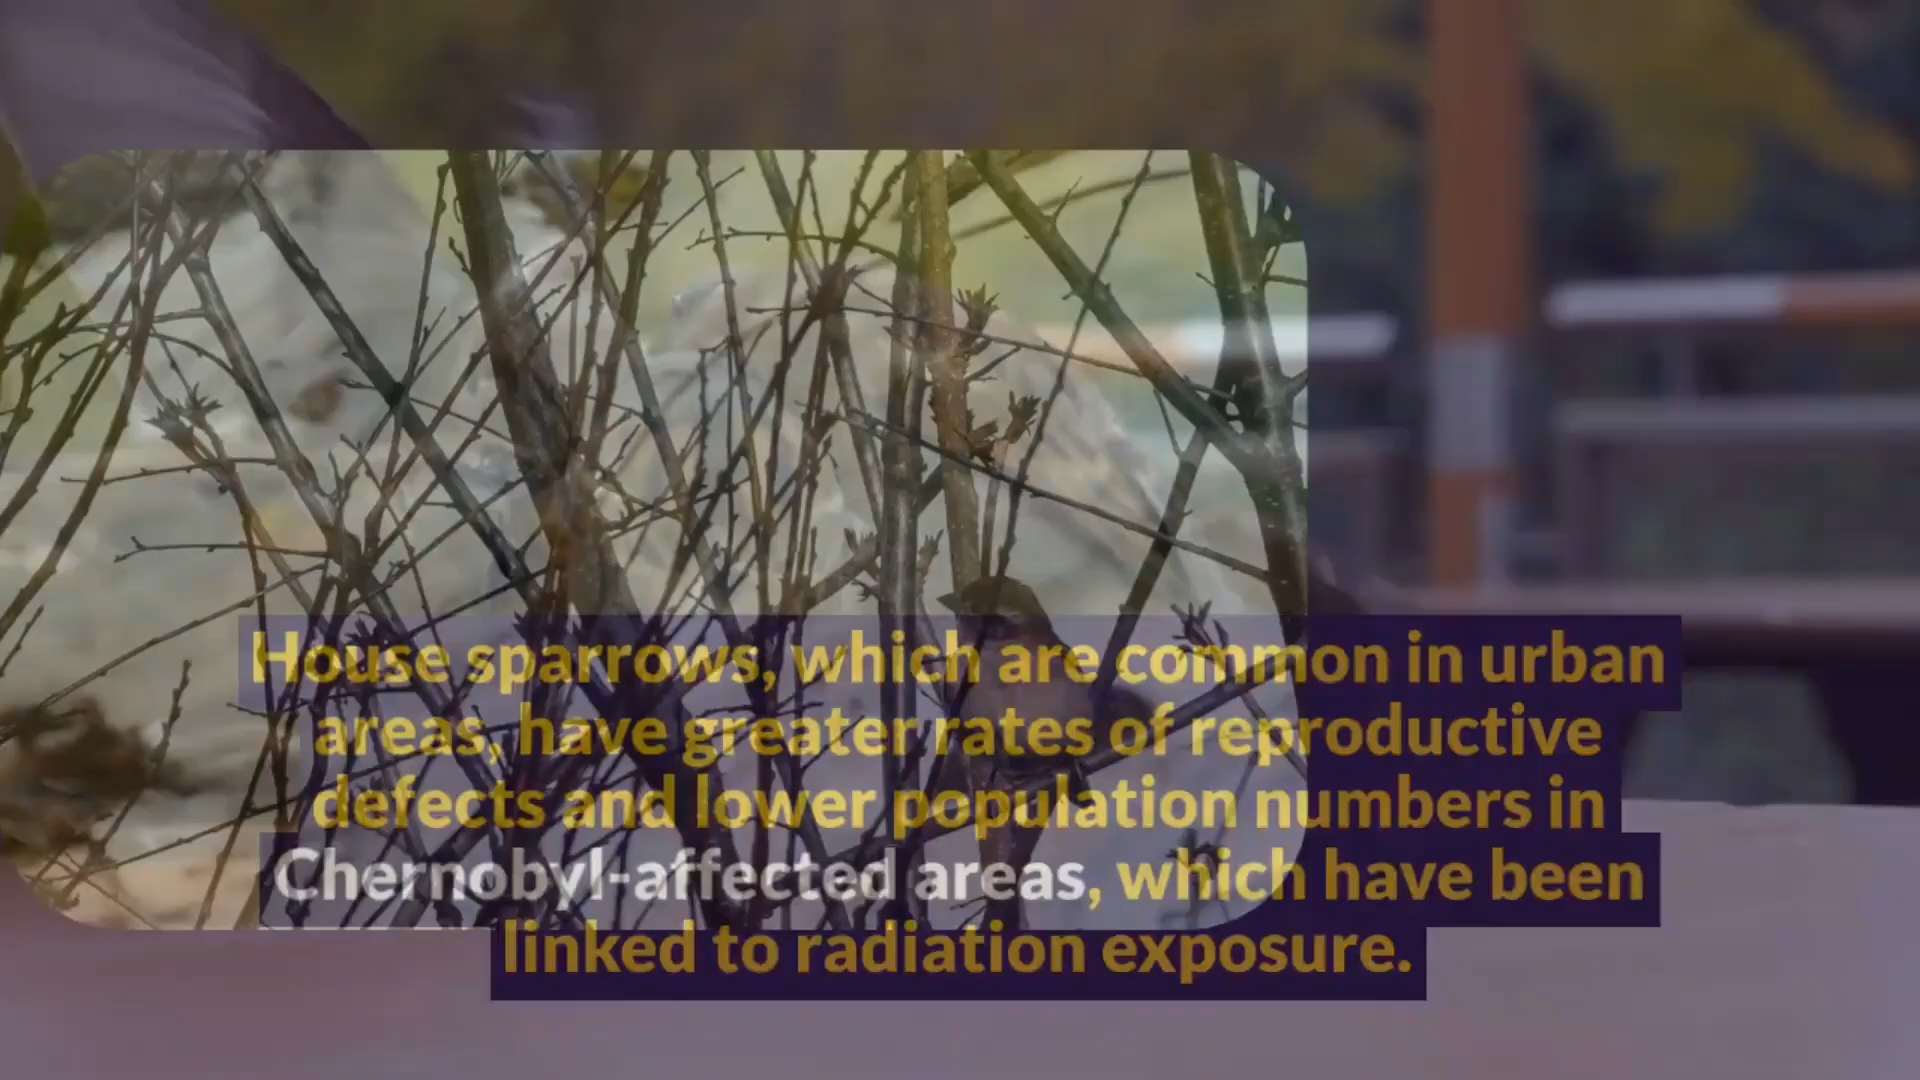 House sparrows, which are common in urban
areas, have greater rates of reproductive
defects and lower population numbers in
Chernobyl-affected areas, which have been
linked to radiation exposure.